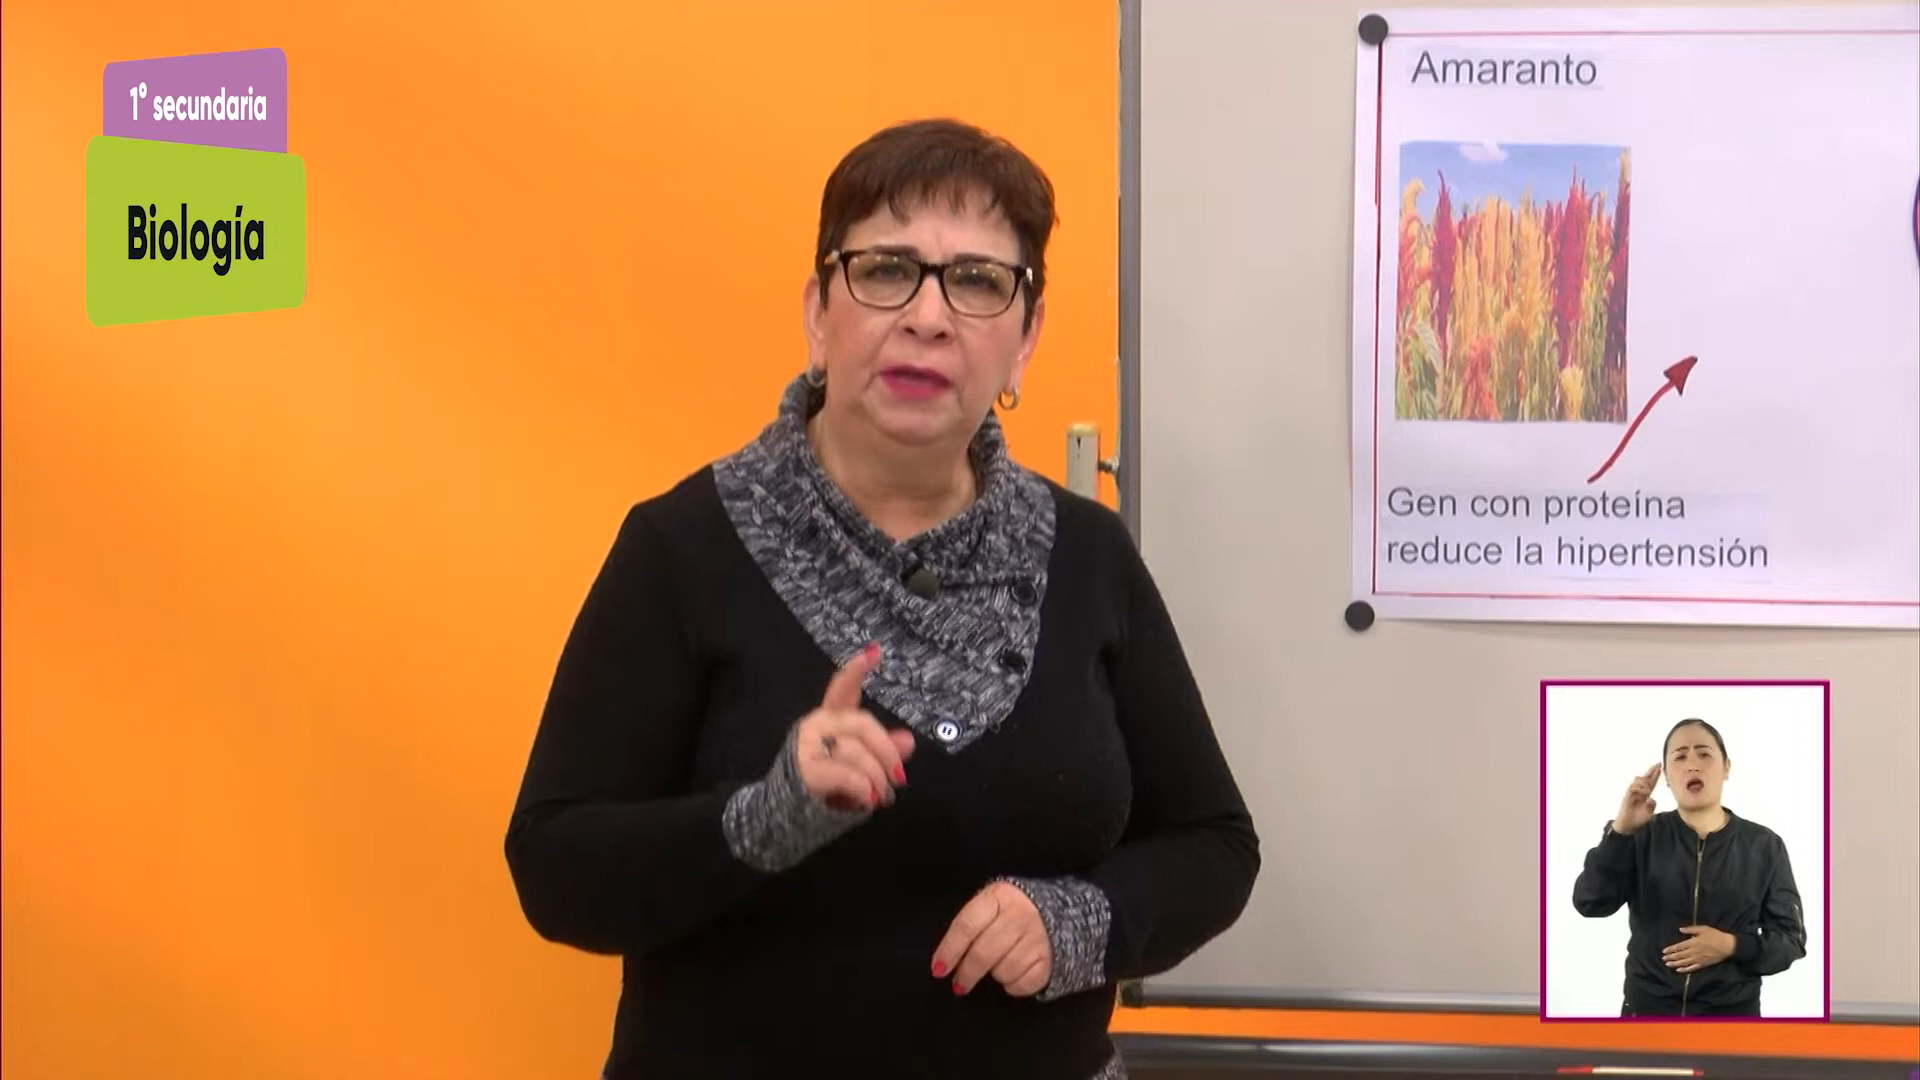 1° secundaria
Biología
Amaranto
Gen con proteína
reduce la hipertensión